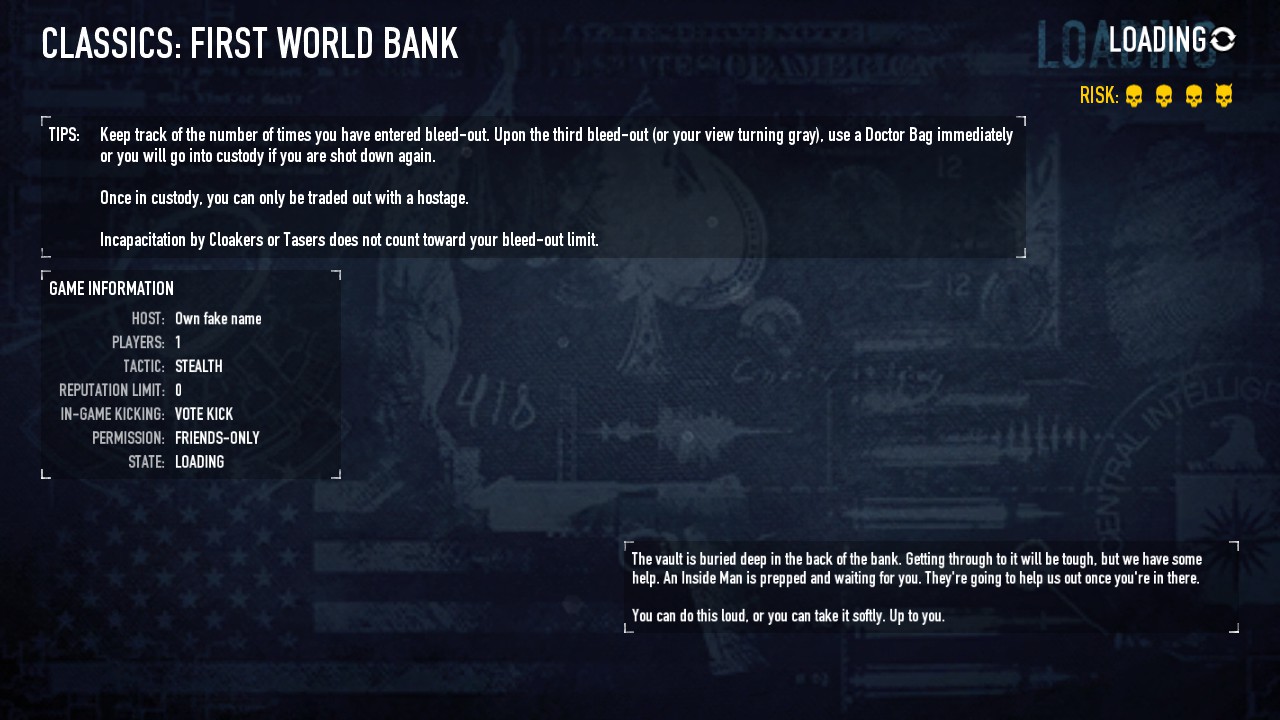 CLASSICS: FIRST WORLD BANK
LOADING
LOADING
RISK:
TIPS: Keep track of the number of times you have entered bleed-out. Upon the third bleed-out (or your view turning gray), use a Doctor Bag immediately
or you will go into custody if you are shot down again.
Once in custody, you can only be traded out with a hostage.
Incapacitation by Cloakers or Tasers does not count toward your bleed-out limit.
12
12
GAME INFORMATION
HOST: Own fake name
PLAYERS: 1
TACTIC: STEALTH
REPUTATION LIMIT: 0
IN-GAME KICKING: VOTE KICK
PERMISSION: FRIENDS-ONLY
STATE: LOADING
418
CENTRAL INTELLIGE
The vault is buried deep in the back of the bank. Getting through to it will be tough, but we have some
help. An Inside Man is prepped and waiting for you. They're going to help us out once you're in there.
You can do this loud, or you can take it softly. Up to you.